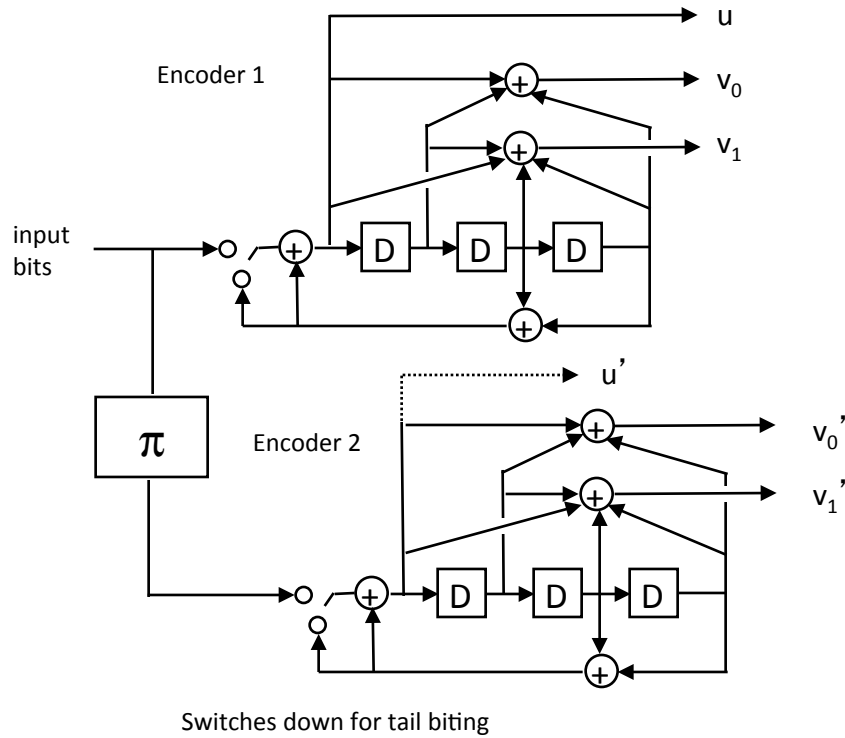 u
Encoder 1
+
v₀
+
v₁
input
bits
+
D
D
D
+
u’
π
Encoder 2
+
v₀’
+
v₁’
+
D
D
D
+
Switches down for tail biting